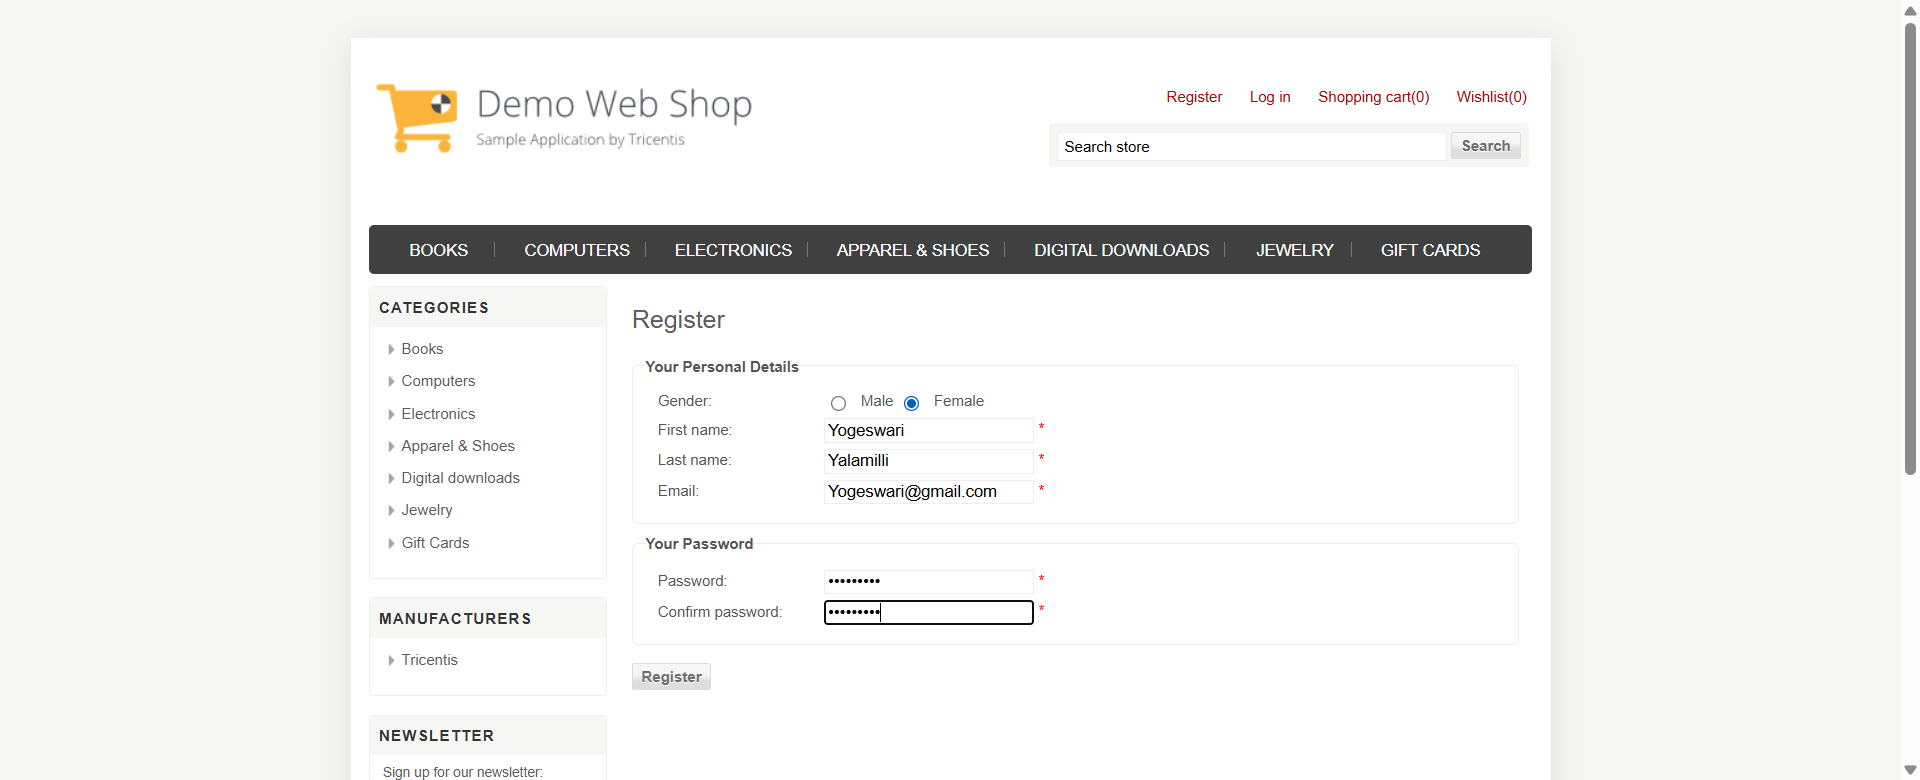 Demo Web Shop
Sample Application by Tricentis
Register Log in Shopping cart(0) Wishlist(0)
Search store Search
BOOKS COMPUTERS ELECTRONICS APPAREL & SHOES DIGITAL DOWNLOADS JEWELRY GIFT CARDS
CATEGORIES
Books
Computers
Electronics
Apparel & Shoes
Digital downloads
Jewelry
Gift Cards
MANUFACTURERS
Tricentis
NEWSLETTER
Sign up for our newsletter:
Register
Your Personal Details
Gender: Male Female
First name: Yogeswari *
Last name: Yalamilli *
Email: Yogeswari@gmail.com *
Your Password
Password: ••••••••• *
Confirm password: ••••••••• *
Register